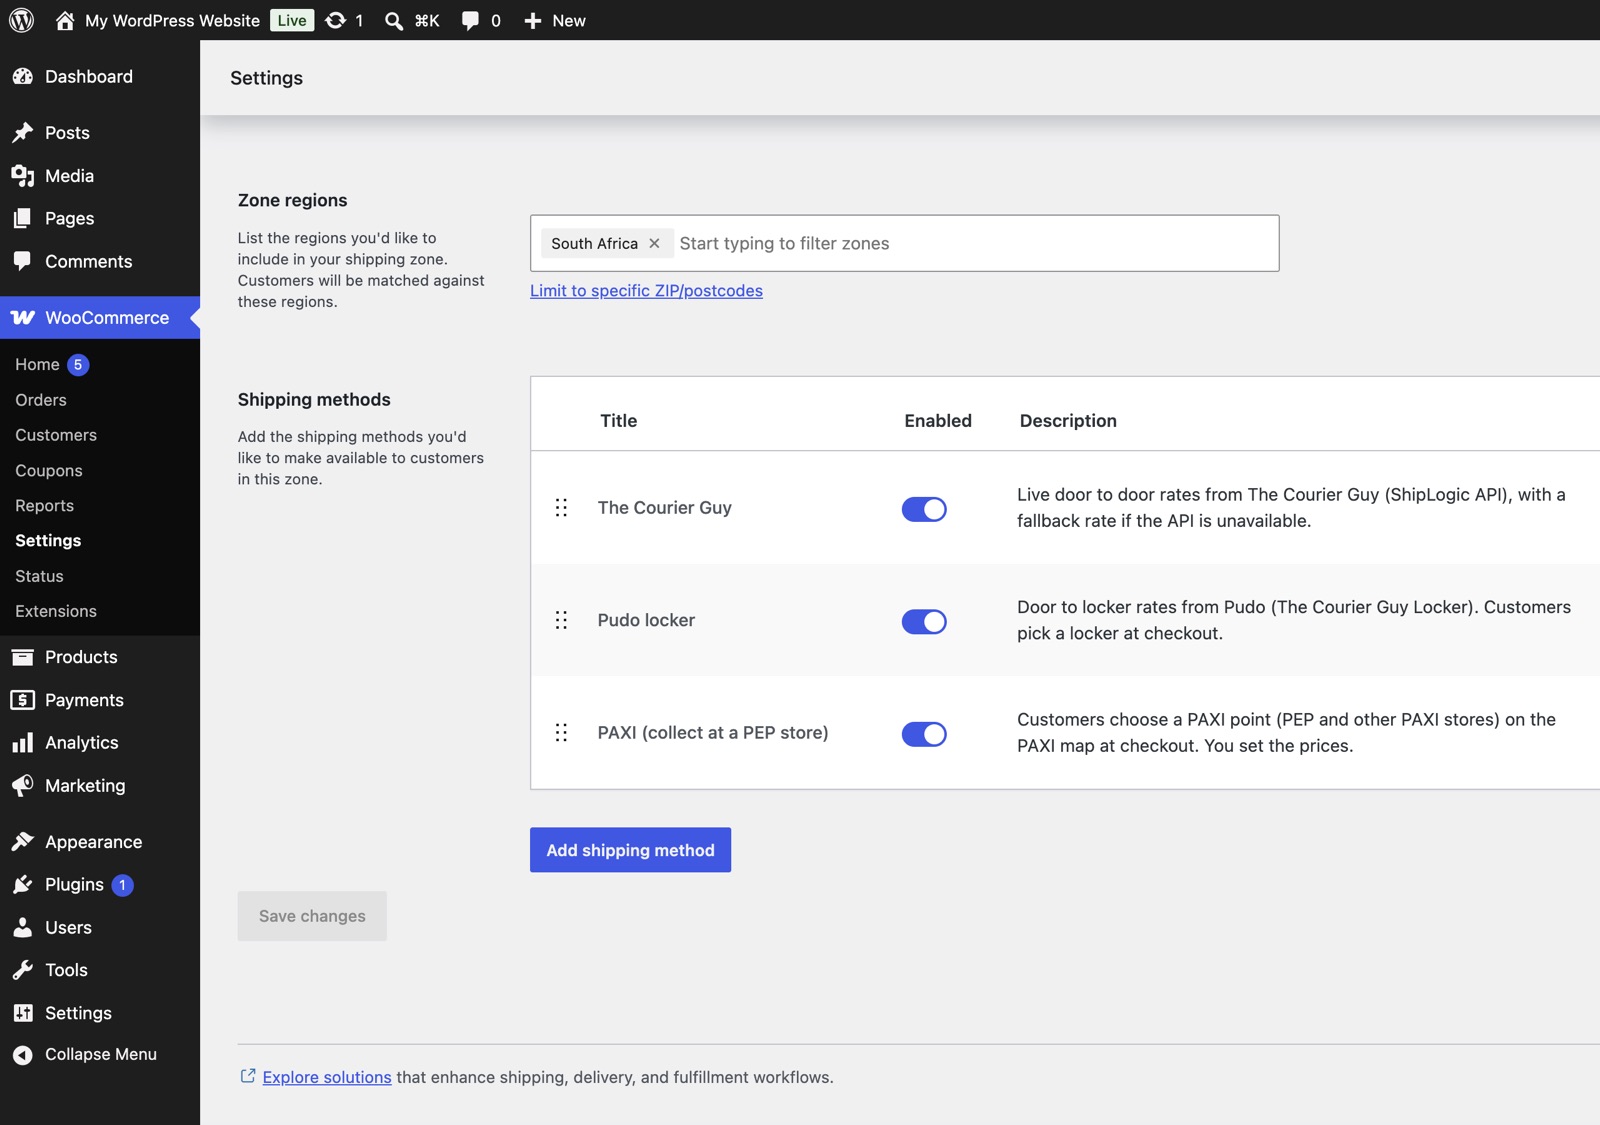 My WordPress Website Live 1 ⌘K 0 New
Dashboard
Posts
Media
Pages
Comments
WooCommerce
Home 5
Orders
Customers
Coupons
Reports
Settings
Status
Extensions
Products
Payments
Analytics
Marketing
Appearance
Plugins 1
Users
Tools
Settings
Collapse Menu
Settings
Zone regions
List the regions you'd like to
include in your shipping zone.
Customers will be matched against
these regions.
South Africa × Start typing to filter zones
Limit to specific ZIP/postcodes
Shipping methods
Add the shipping methods you'd
like to make available to customers
in this zone.
Title Enabled Description
The Courier Guy
Live door to door rates from The Courier Guy (ShipLogic API), with a
fallback rate if the API is unavailable.
Pudo locker
Door to locker rates from Pudo (The Courier Guy Locker). Customers
pick a locker at checkout.
PAXI (collect at a PEP store)
Customers choose a PAXI point (PEP and other PAXI stores) on the
PAXI map at checkout. You set the prices.
Add shipping method
Save changes
Explore solutions that enhance shipping, delivery, and fulfillment workflows.